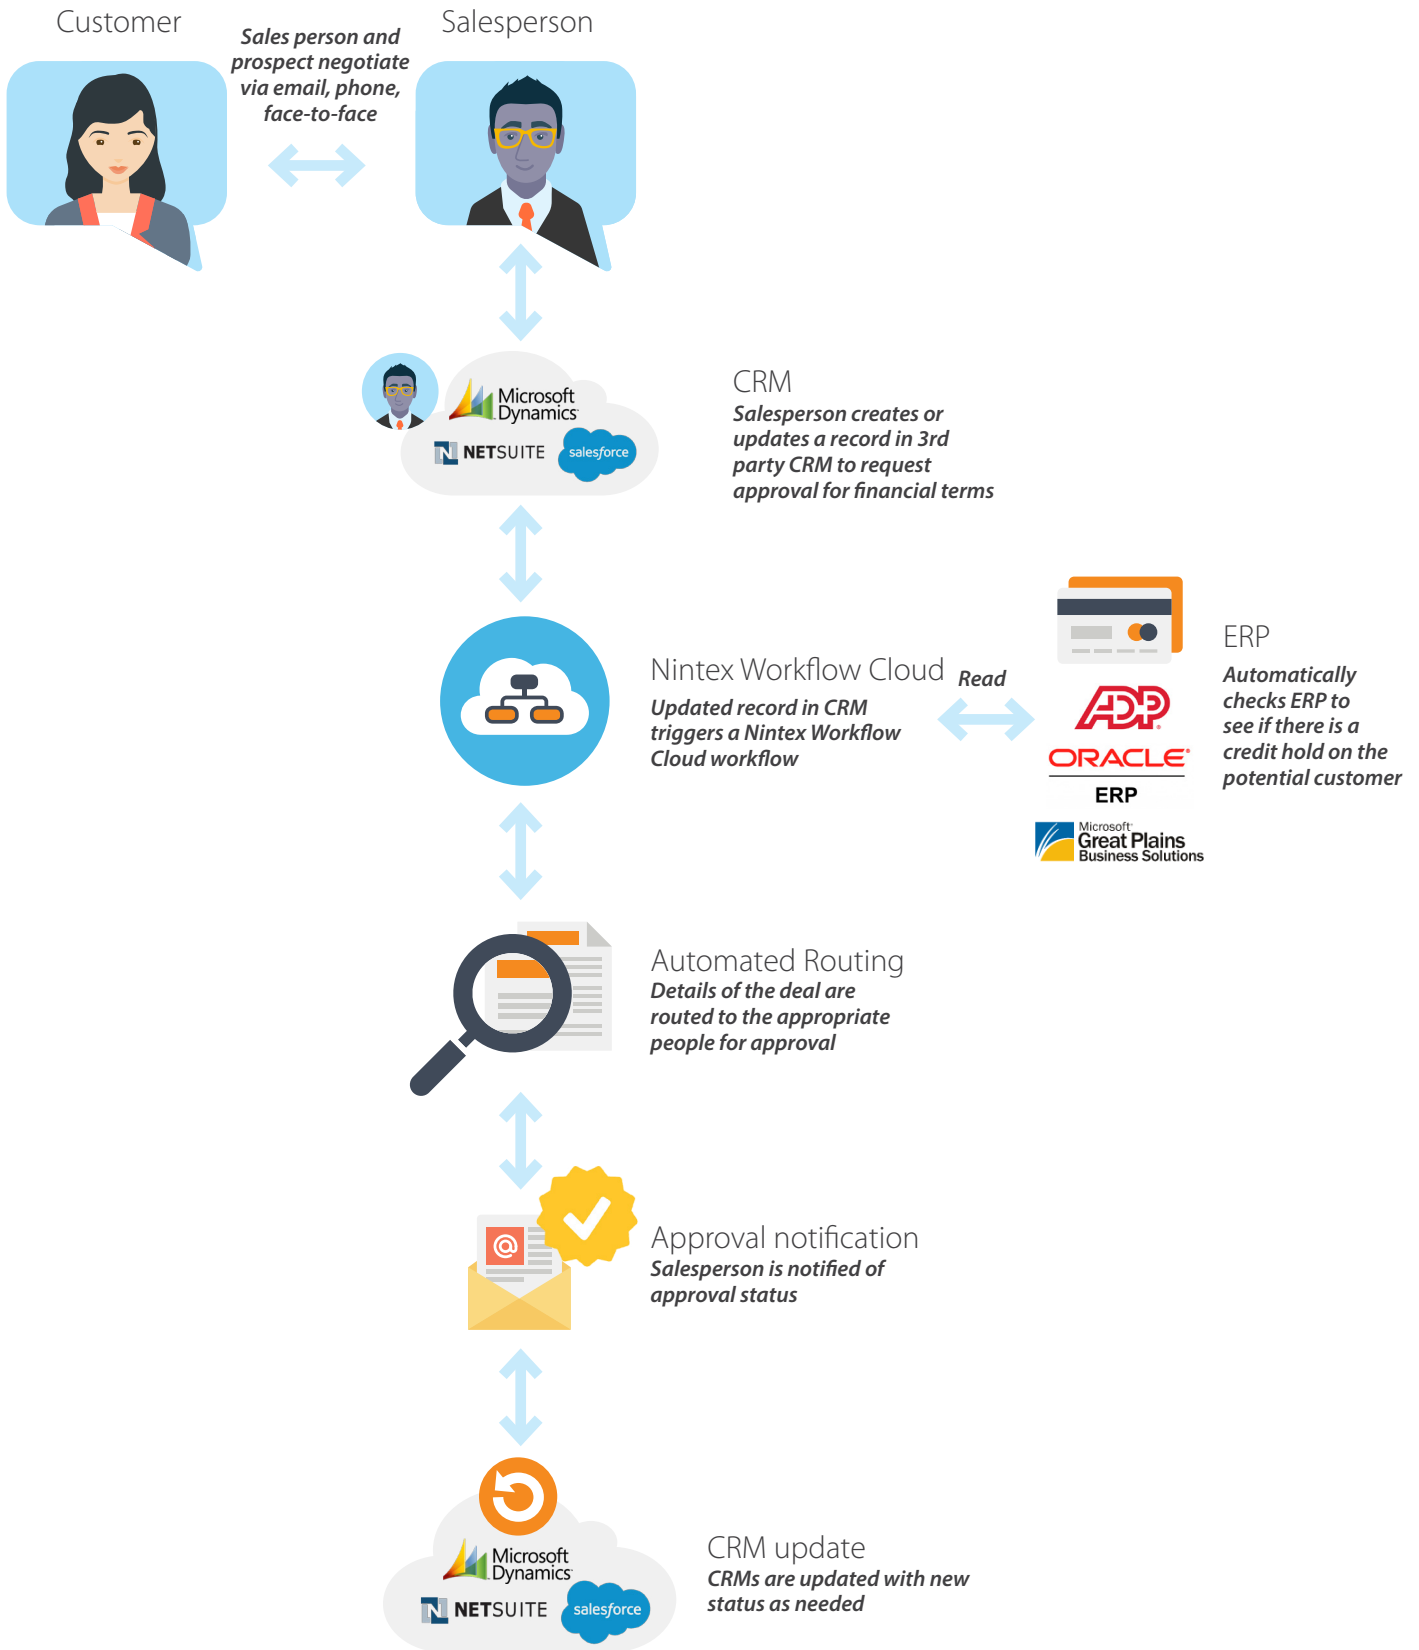 Customer
Salesperson
Sales person and
prospect negotiate
via email, phone,
face-to-face
Microsoft
Dynamics
NETSUITE
salesforce
CRM
Salesperson creates or
updates a record in 3rd
party CRM to request
approval for financial terms
Nintex Workflow Cloud
Updated record in CRM
triggers a Nintex Workflow
Cloud workflow
Read
ADP
ORACLE
ERP
Microsoft
Great Plains
Business Solutions
ERP
Automatically
checks ERP to
see if there is a
credit hold on the
potential customer
Automated Routing
Details of the deal are
routed to the appropriate
people for approval
@
Approval notification
Salesperson is notified of
approval status
Microsoft
Dynamics
NETSUITE
salesforce
CRM update
CRMs are updated with new
status as needed